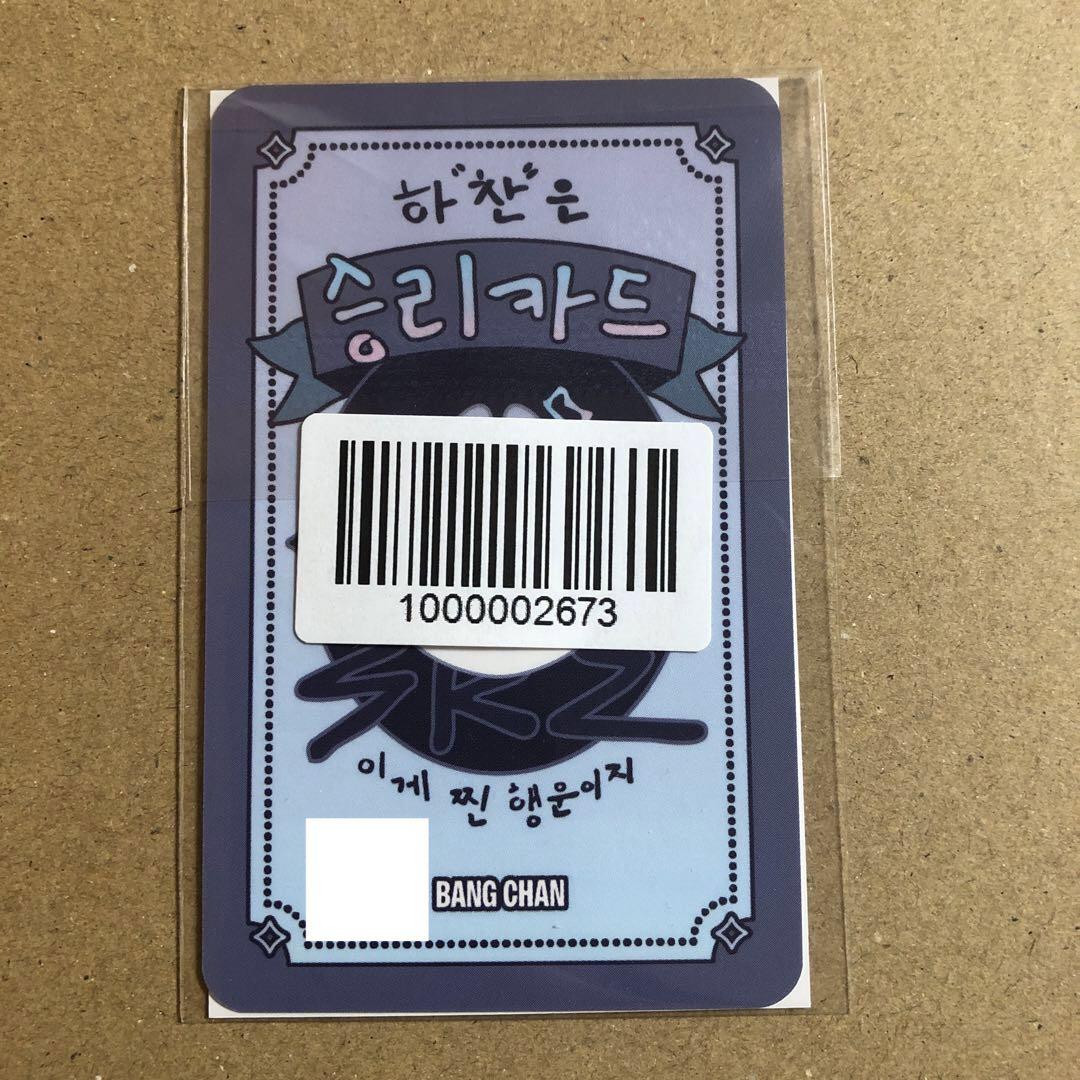 하"찬"은
승리카드
1000002673
SKZ
이게 찐 행운이지
BANG CHAN